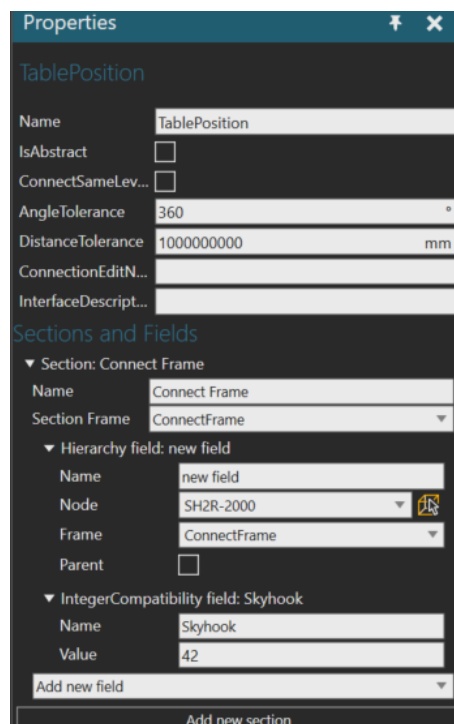 Properties
TablePosition
Name TablePosition
IsAbstract
ConnectSameLev...
AngleTolerance 360 °
DistanceTolerance 1000000000 mm
ConnectionEditN...
InterfaceDescript...
Sections and Fields
Section: Connect Frame
Name Connect Frame
Section Frame ConnectFrame
Hierarchy field: new field
Name new field
Node SH2R-2000
Frame ConnectFrame
Parent
IntegerCompatibility field: Skyhook
Name Skyhook
Value 42
Add new field
Add new section